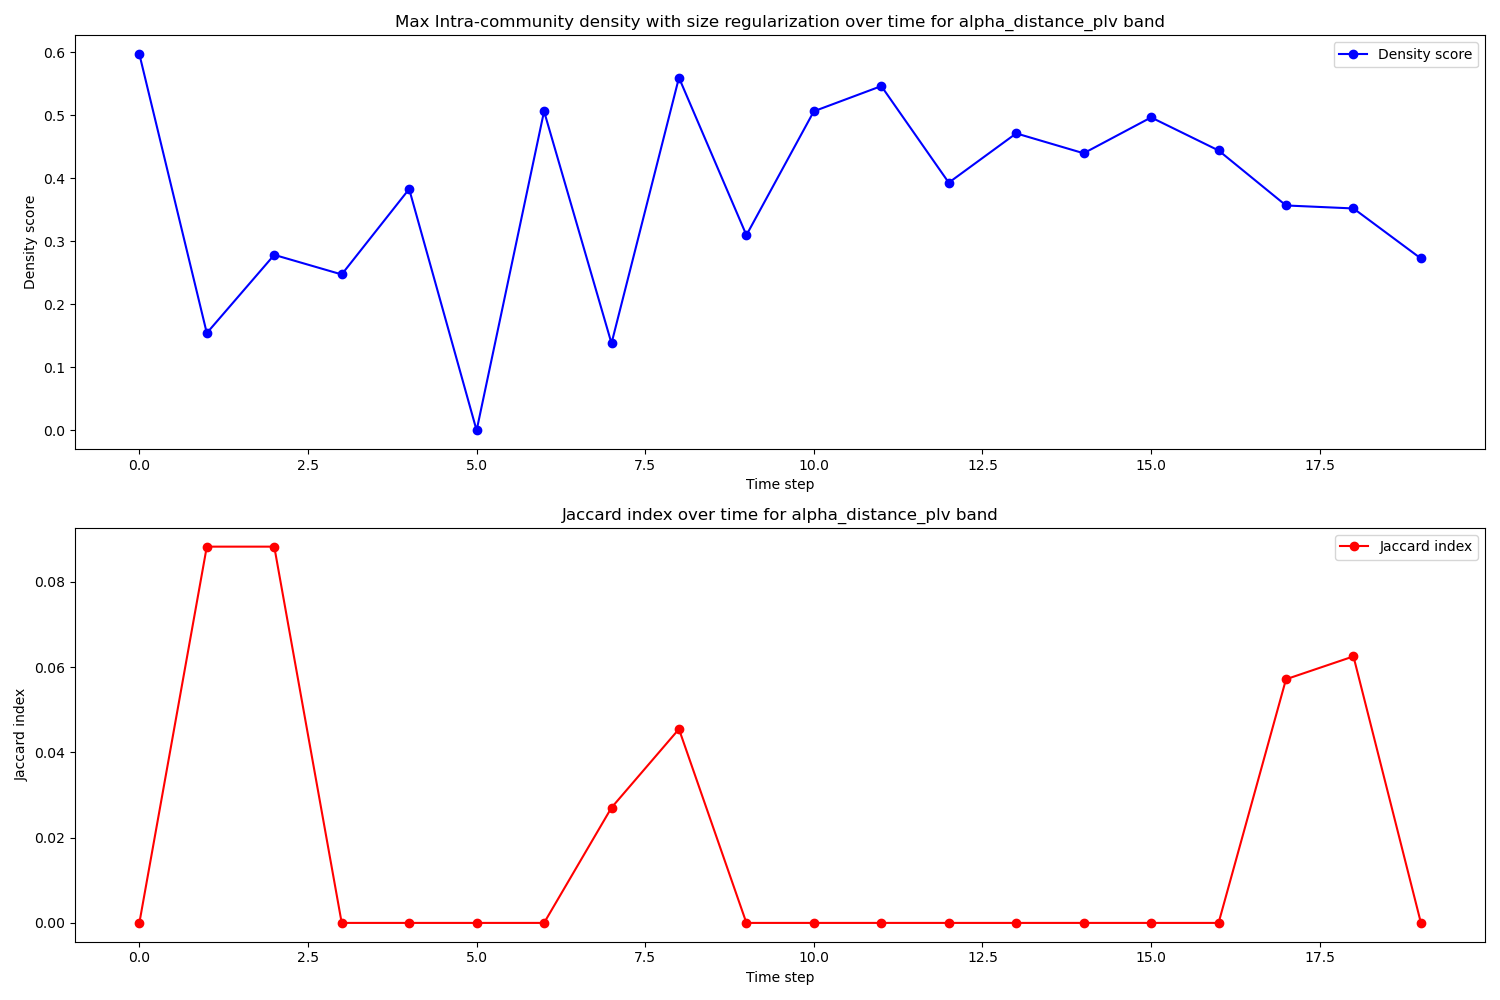 Max Intra-community density with size regularization over time for alpha_distance_plv band
Density score
0.6
0.5
0.4
0.3
0.2
0.1
0.0
Density score
0.0 2.5 5.0 7.5 10.0 12.5 15.0 17.5
Time step
Jaccard index over time for alpha_distance_plv band
Jaccard index
0.08
0.06
0.04
0.02
0.00
Jaccard index
0.0 2.5 5.0 7.5 10.0 12.5 15.0 17.5
Time step